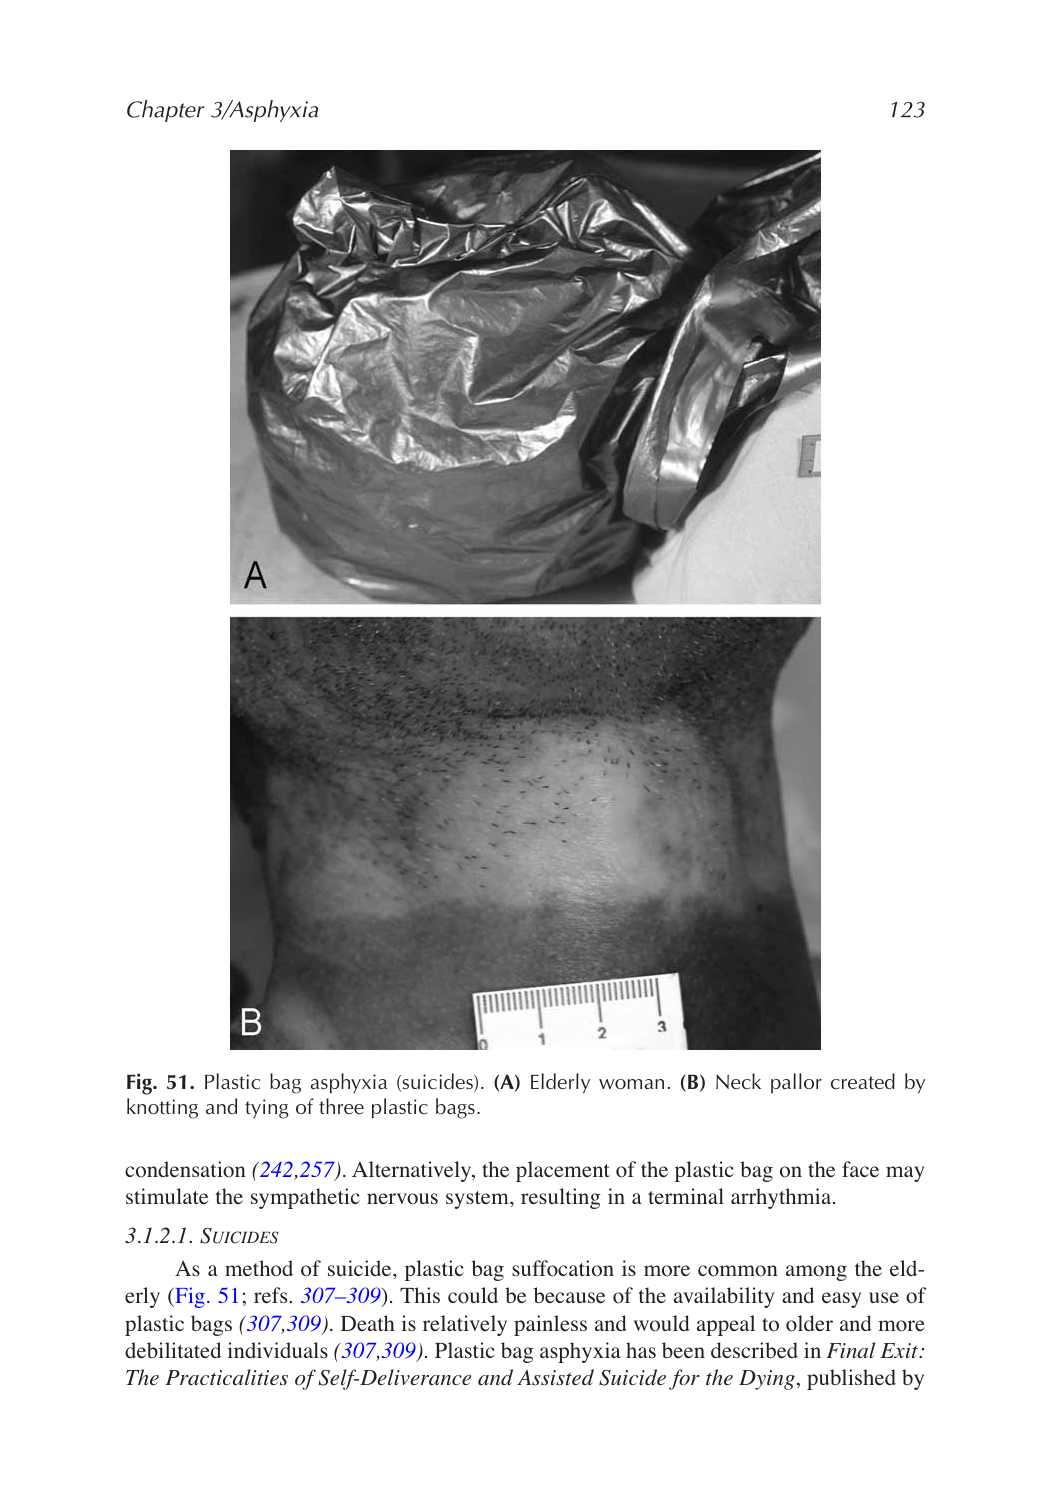 Chapter 3/Asphyxia 123
A
B
0 1 2 3
Fig. 51. Plastic bag asphyxia (suicides). (A) Elderly woman. (B) Neck pallor created by
knotting and tying of three plastic bags.
condensation (242,257). Alternatively, the placement of the plastic bag on the face may
stimulate the sympathetic nervous system, resulting in a terminal arrhythmia.
3.1.2.1. SUICIDES
As a method of suicide, plastic bag suffocation is more common among the eld-
erly (Fig. 51; refs. 307–309). This could be because of the availability and easy use of
plastic bags (307,309). Death is relatively painless and would appeal to older and more
debilitated individuals (307,309). Plastic bag asphyxia has been described in Final Exit:
The Practicalities of Self-Deliverance and Assisted Suicide for the Dying, published by